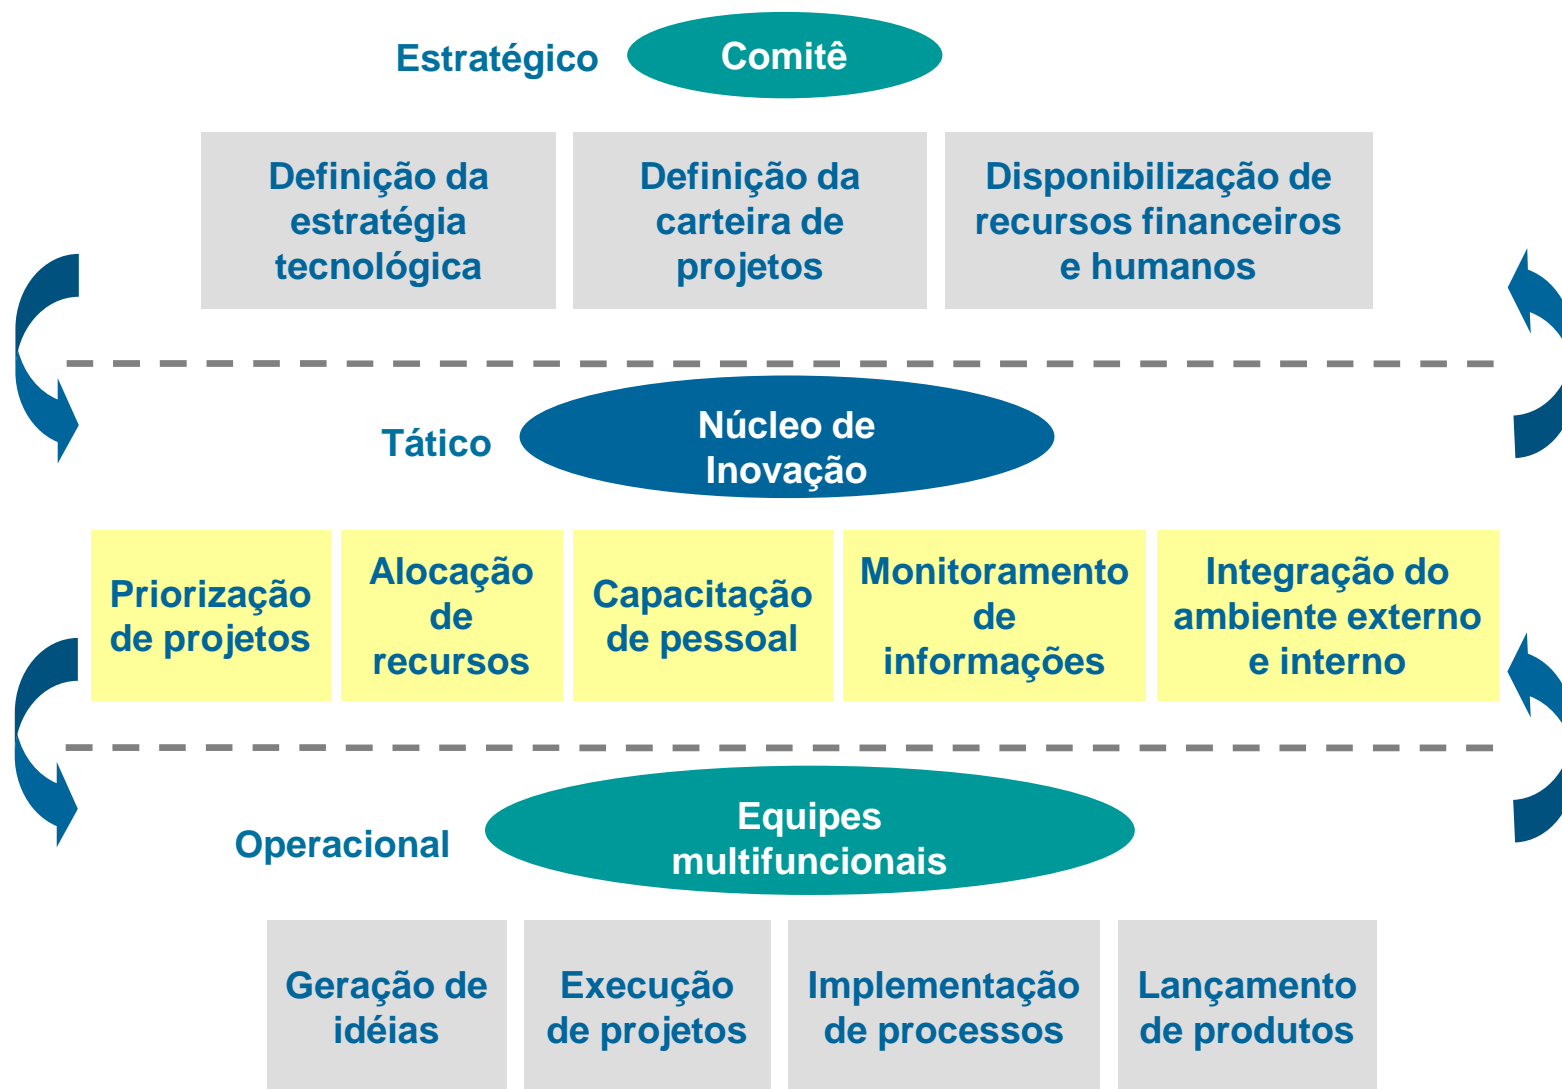 Estratégico
Comitê
Definição da
estratégia
tecnológica
Definição da
carteira de
projetos
Disponibilização de
recursos financeiros
e humanos
Tático
Núcleo de
Inovação
Priorização
de projetos
Alocação
de
recursos
Capacitação
de pessoal
Monitoramento
de
informações
Integração do
ambiente externo
e interno
Operacional
Equipes
multifuncionais
Geração de
idéias
Execução
de projetos
Implementação
de processos
Lançamento
de produtos